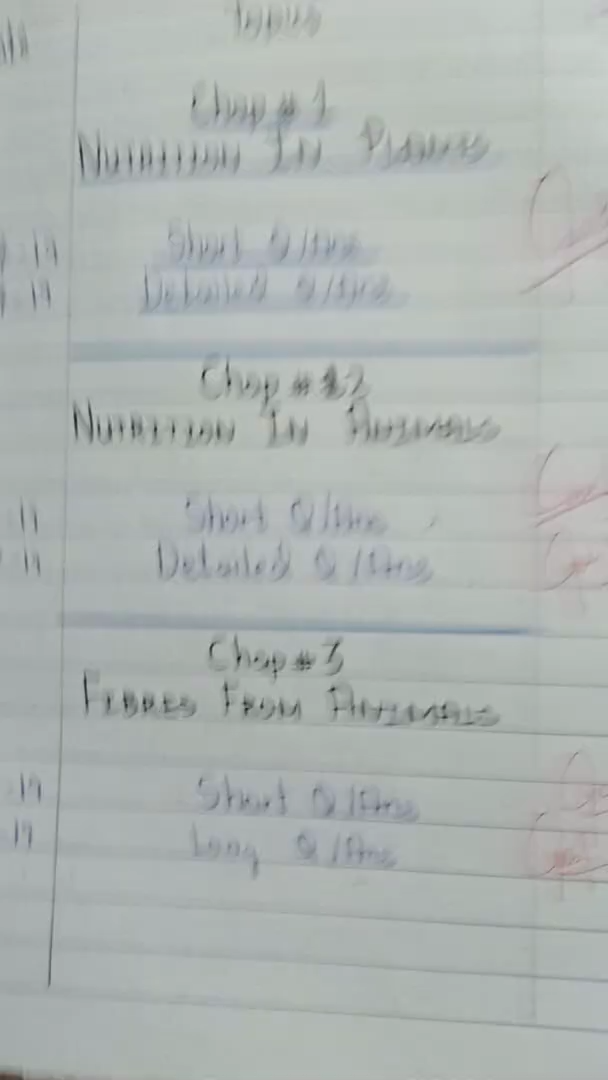 Topics
Chap # 1
NUTRITION IN PLANTS
Short Q/Ans
Detailed Q/Ans
Chap # 2
NUTRITION IN ANIMALS
Short Q/Ans
Detailed Q/Ans
Chap # 3
FIBRES FROM ANIMALS
Short Q/Ans
Long Q/Ans